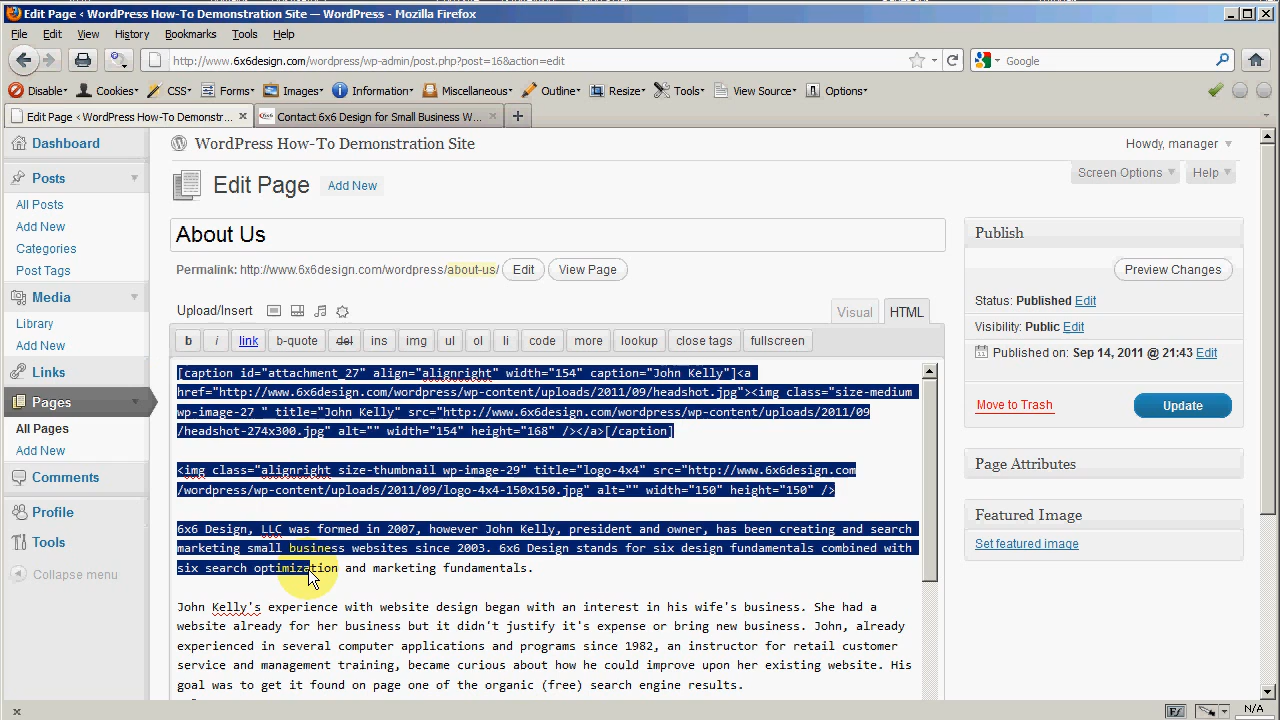 Edit Page ‹ WordPress How-To Demonstration Site — WordPress - Mozilla Firefox
File Edit View History Bookmarks Tools Help
http://www.6x6design.com/wordpress/wp-admin/post.php?post=16&action=edit
Google
Disable Cookies CSS Forms Images Information Miscellaneous Outline Resize Tools View Source Options
Edit Page ‹ WordPress How-To Demonstr...
Contact 6x6 Design for Small Business W...
WordPress How-To Demonstration Site
Howdy, manager
Dashboard
Posts
All Posts
Add New
Categories
Post Tags
Media
Library
Add New
Links
Pages
All Pages
Add New
Comments
Profile
Tools
Collapse menu
Edit Page
Add New
Screen Options
Help
About Us
Permalink: http://www.6x6design.com/wordpress/about-us/
Edit
View Page
Upload/Insert
Visual
HTML
b i link b-quote del ins img ul ol li code more lookup close tags fullscreen
[caption id="attachment_27" align="alignright" width="154" caption="John Kelly"]<a
href="http://www.6x6design.com/wordpress/wp-content/uploads/2011/09/headshot.jpg"><img class="size-medium
wp-image-27 " title="John Kelly" src="http://www.6x6design.com/wordpress/wp-content/uploads/2011/09
/headshot-274x300.jpg" alt="" width="154" height="168" /></a>[/caption]
<img class="alignright size-thumbnail wp-image-29" title="logo-4x4" src="http://www.6x6design.com
/wordpress/wp-content/uploads/2011/09/logo-4x4-150x150.jpg" alt="" width="150" height="150" />
6x6 Design, LLC was formed in 2007, however John Kelly, president and owner, has been creating and search
marketing small business websites since 2003. 6x6 Design stands for six design fundamentals combined with
six search optimization and marketing fundamentals.
John Kelly's experience with website design began with an interest in his wife's business. She had a
website already for her business but it didn't justify it's expense or bring new business. John, already
experienced in several computer applications and programs since 1982, an instructor for retail customer
service and management training, became curious about how he could improve upon her existing website. His
goal was to get it found on page one of the organic (free) search engine results.
Publish
Preview Changes
Status: Published Edit
Visibility: Public Edit
Published on: Sep 14, 2011 @ 21:43 Edit
Move to Trash
Update
Page Attributes
Featured Image
Set featured image
N/A